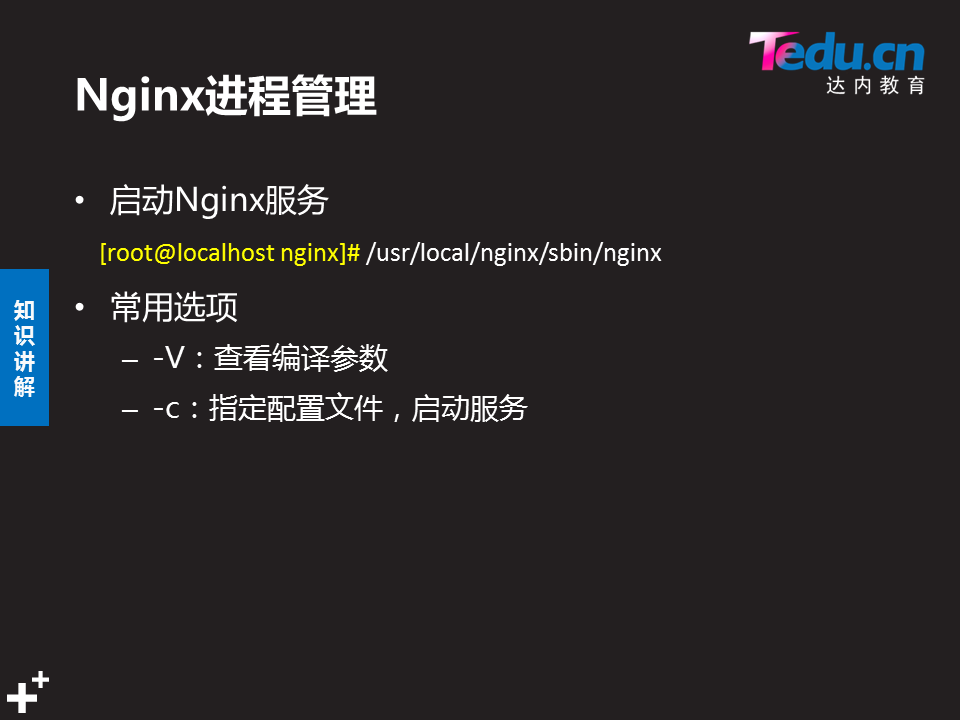 Tedu.cn
达内教育
Nginx进程管理
• 启动Nginx服务
[root@localhost nginx]# /usr/local/nginx/sbin/nginx
• 常用选项
– -V：查看编译参数
– -c：指定配置文件，启动服务
知
识
讲
解